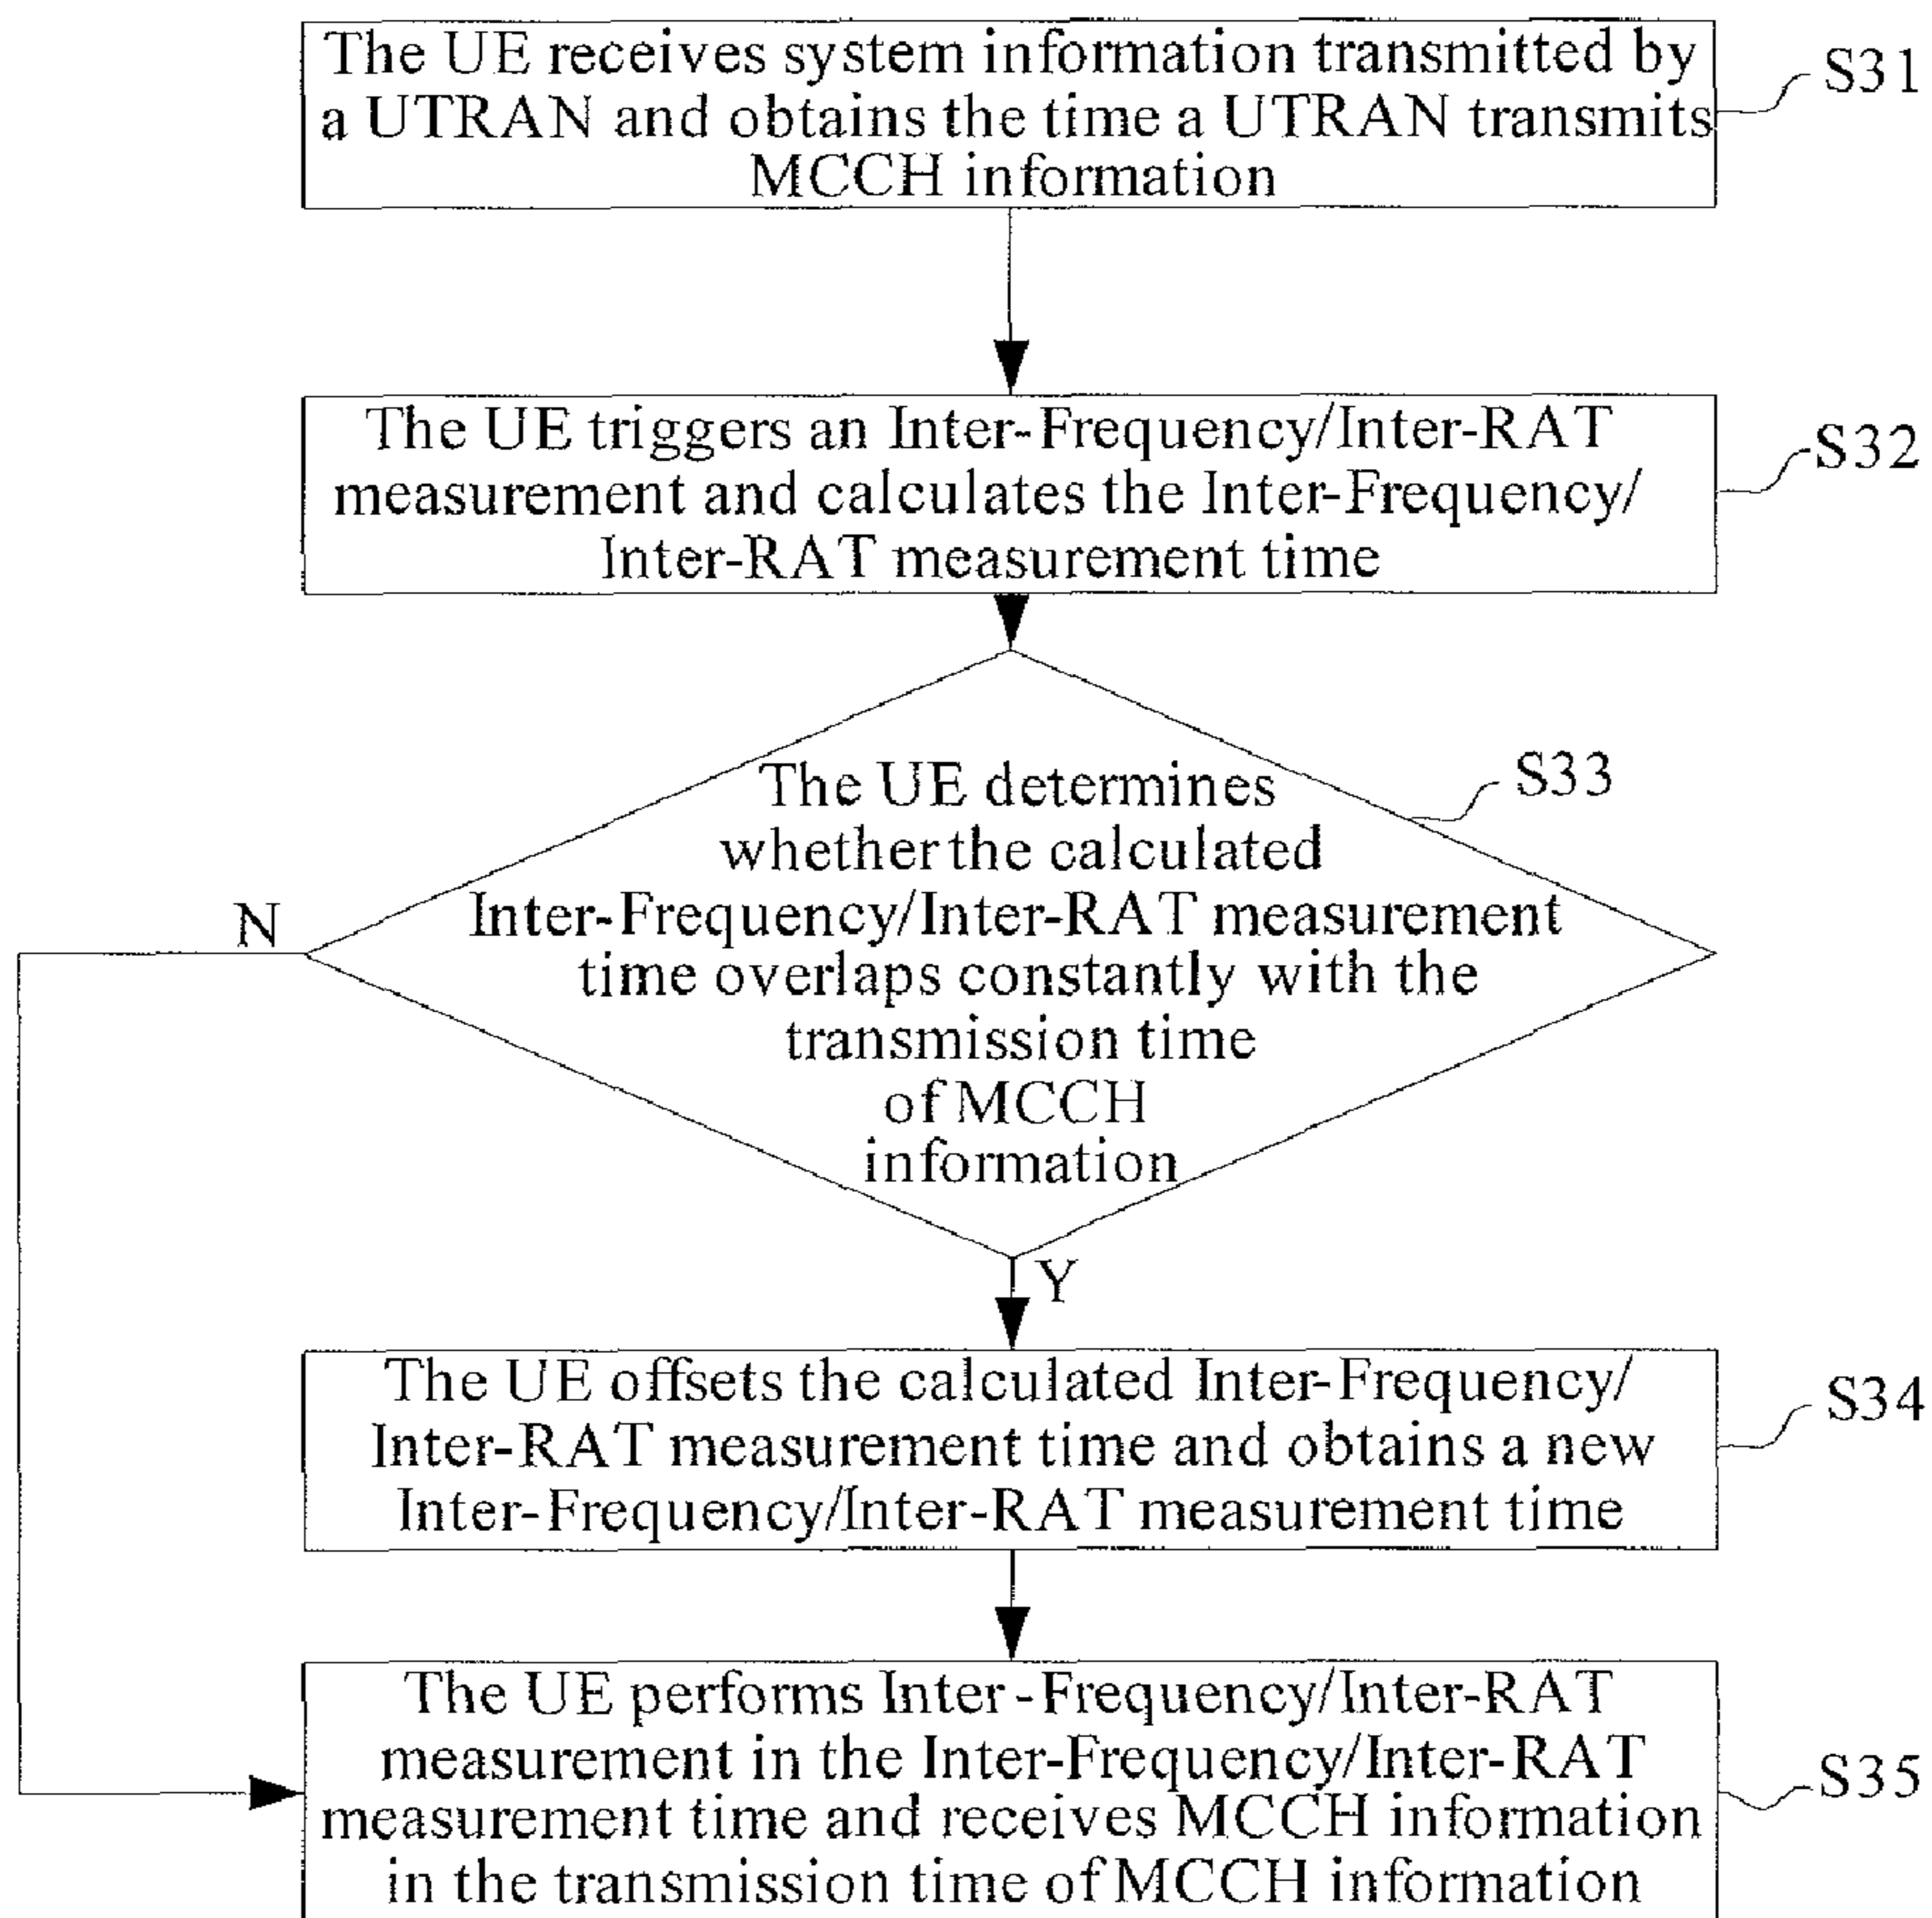 The UE receives system information transmitted by
a UTRAN and obtains the time a UTRAN transmits
MCCH information
S31
The UE triggers an Inter-Frequency/Inter-RAT
measurement and calculates the Inter-Frequency/
Inter-RAT measurement time
S32
The UE determines
whether the calculated
Inter-Frequency/Inter-RAT measurement
time overlaps constantly with the
transmission time
of MCCH
information
S33
N
Y
The UE offsets the calculated Inter-Frequency/
Inter-RAT measurement time and obtains a new
Inter-Frequency/Inter-RAT measurement time
S34
The UE performs Inter-Frequency/Inter-RAT
measurement in the Inter-Frequency/Inter-RAT
measurement time and receives MCCH information
in the transmission time of MCCH information
S35